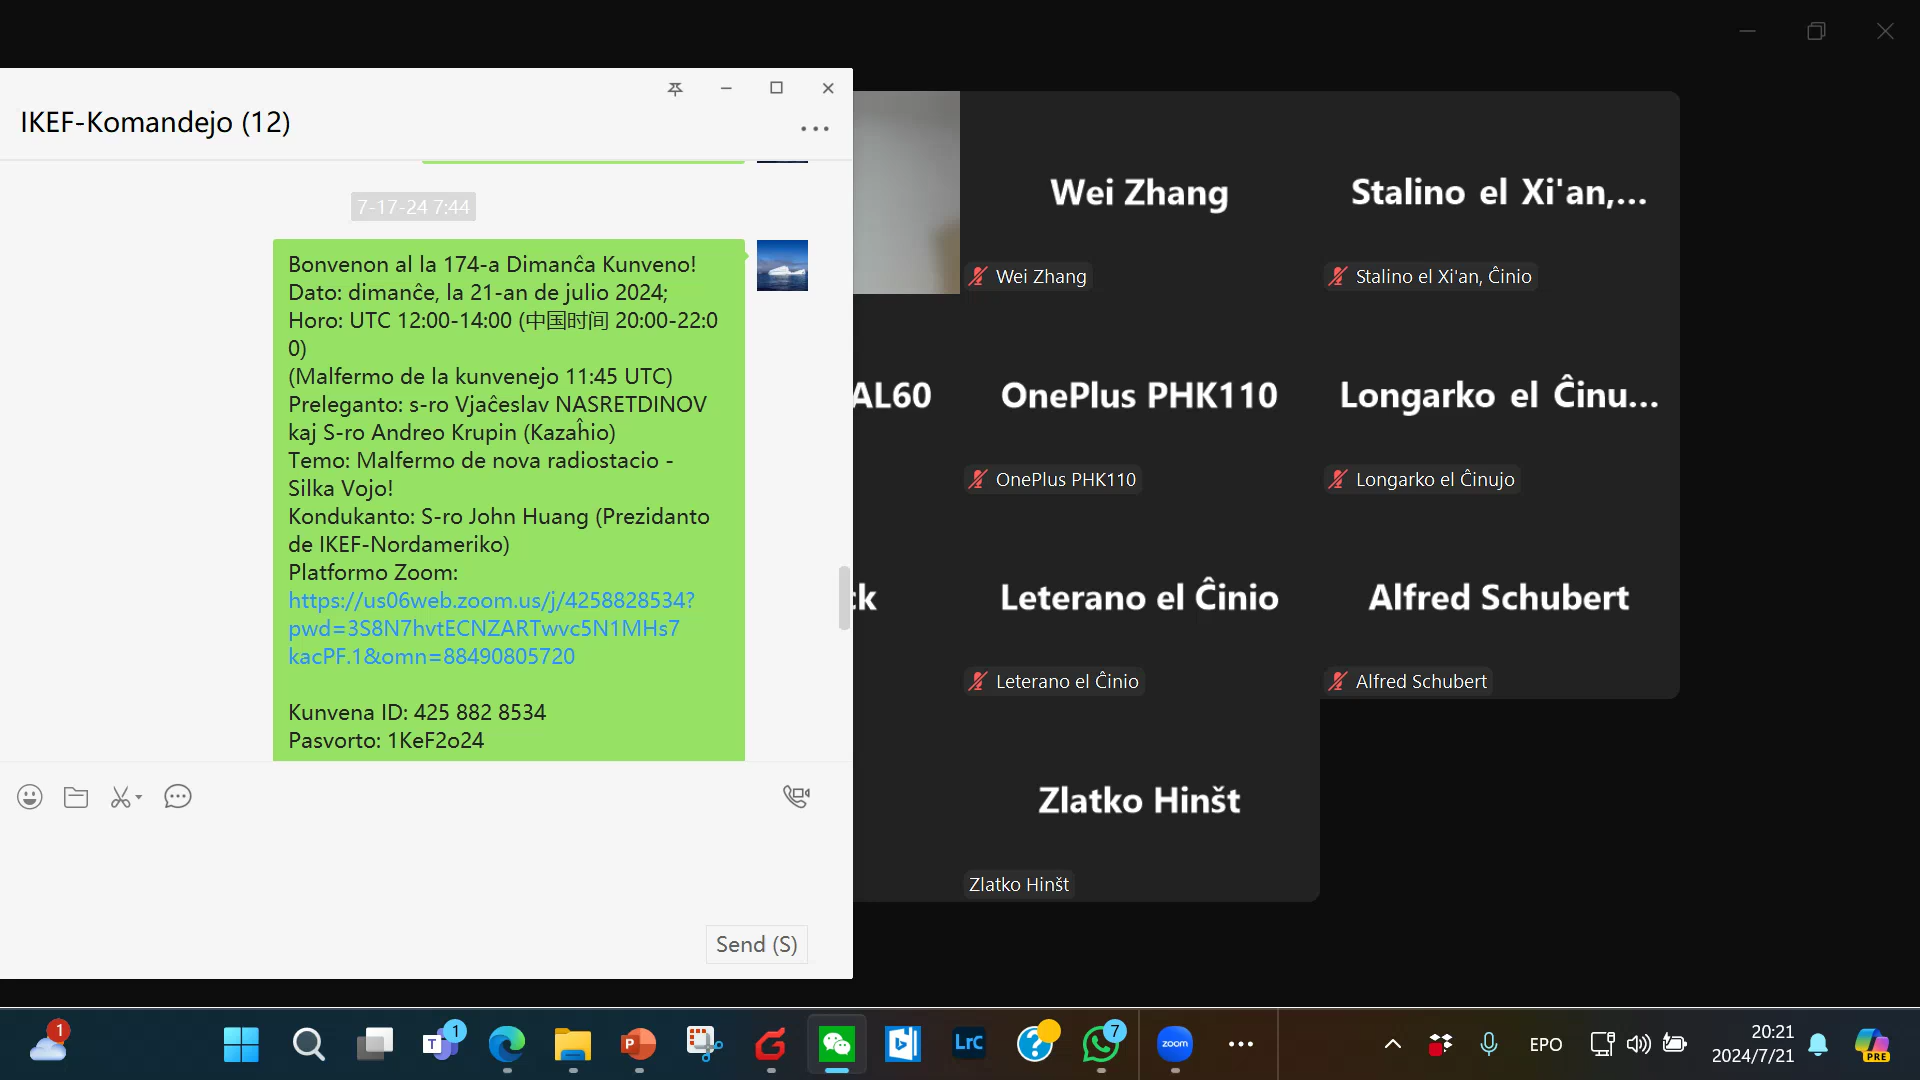 IKEF-Komandejo (12)
7-17-24 7:44
Bonvenon al la 174-a Dimanĉa Kunveno!
Dato: dimanĉe, la 21-an de julio 2024;
Horo: UTC 12:00-14:00 (中国时间 20:00-22:0
0)
(Malfermo de la kunvenejo 11:45 UTC)
Preleganto: s-ro Vjaĉeslav NASRETDINOV
kaj S-ro Andreo Krupin (Kazaĥio)
Temo: Malfermo de nova radiostacio -
Silka Vojo!
Kondukanto: S-ro John Huang (Prezidanto
de IKEF-Nordameriko)
Platformo Zoom:
https://us06web.zoom.us/j/4258828534?
pwd=3S8N7hvtECNZARTwvc5N1MHs7
kacPF.1&omn=88490805720
Kunvena ID: 425 882 8534
Pasvorto: 1KeF2o24
Send (S)
Wei Zhang
Wei Zhang
Stalino el Xi'an,...
Stalino el Xi'an, Ĉinio
AL60
OnePlus PHK110
OnePlus PHK110
Longarko el Ĉinu...
Longarko el Ĉinujo
ck
Leterano el Ĉinio
Leterano el Ĉinio
Alfred Schubert
Alfred Schubert
Zlatko Hinšt
Zlatko Hinšt
1
T
1
P
LrC
?
7
zoom
EPO
20:21
2024/7/21
PRE